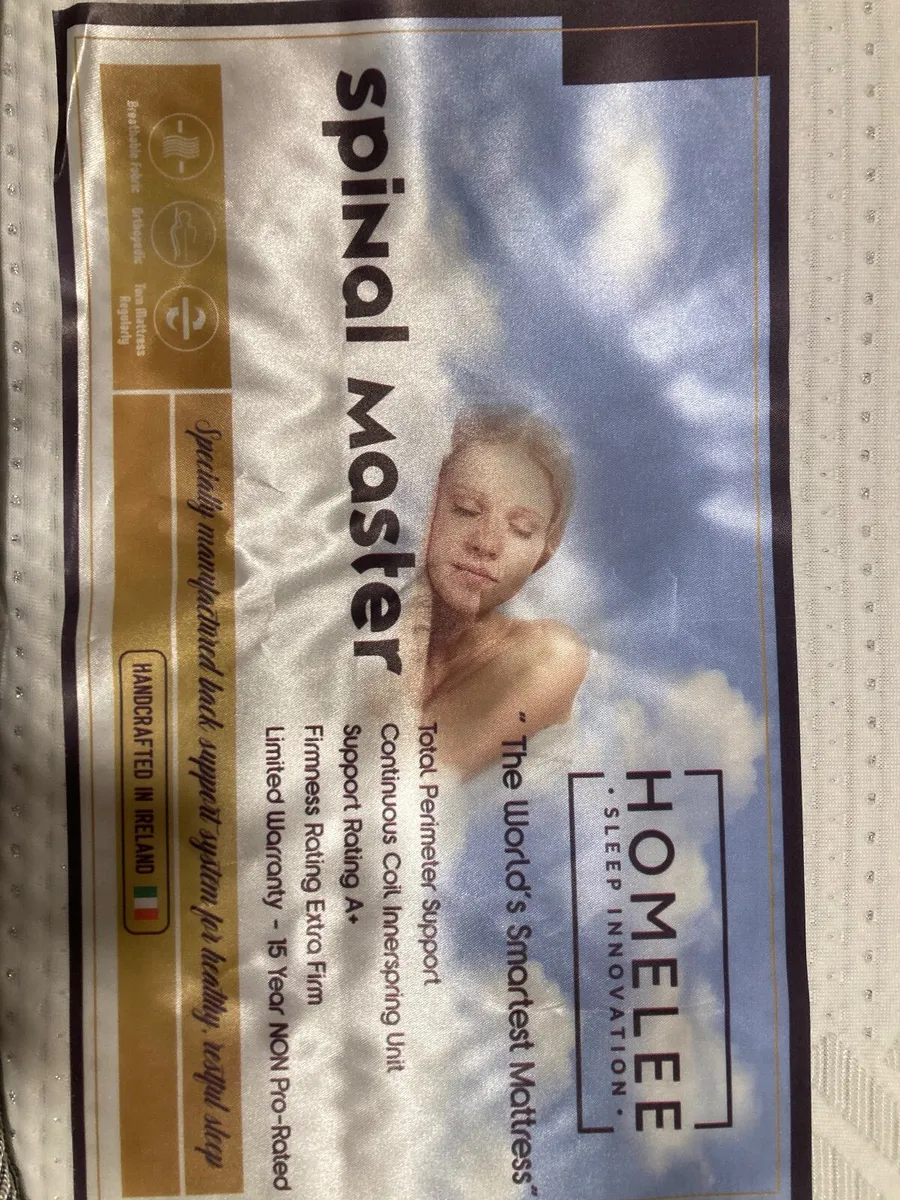 HOMELEE
• SLEEP INNOVATION •
" The World's Smartest Mattress"
spinal master
Total Perimeter Support
Continuous Coil Innerspring Unit
Support Rating A+
Firmness Rating Extra Firm
Limited Warranty - 15 Year NON Pro-Rated
Specially manufactured back support system for healthy, restful sleep
Breathable Fabric
Orthopedic
Turn Mattress
Regularly
HANDCRAFTED IN IRELAND